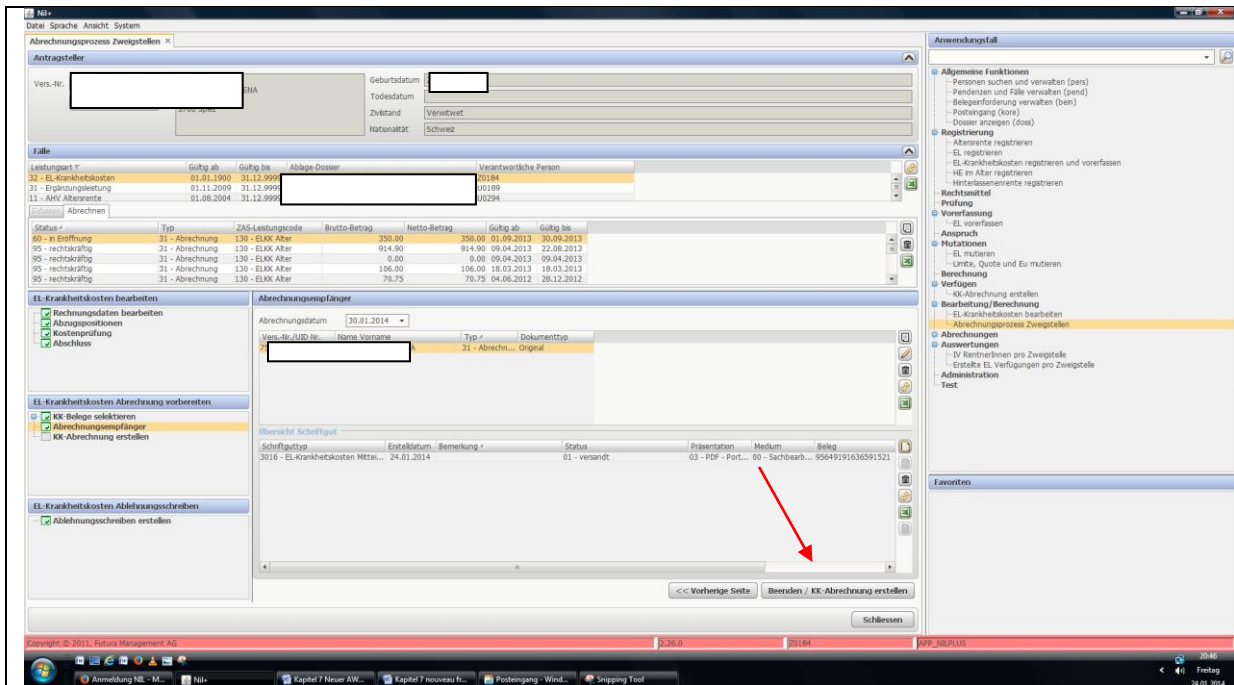 Nil+
Datei Sprache Ansicht System
Abrechnungsprozess Zweigstellen
Antragsteller
Vers.-Nr.
ENA
3700 Spiez
Geburtsdatum
Todesdatum
Zivilstand Verwitwet
Nationalität Schweiz
Fälle
Leistungsart Gültig ab Gültig bis Ablage-Dossier Verantwortliche Person
32 - EL-Krankheitskosten 01.01.1900 31.12.9999 Z0184
31 - Ergänzungsleistung 01.11.2009 31.12.9999 U0189
11 - AHV Altersrente 01.08.2004 31.12.9999 U0294
Abrechnen
Status Typ ZAS-Leistungscode Brutto-Betrag Netto-Betrag Gültig ab Gültig bis
60 - in Eröffnung 31 - Abrechnung 130 - ELKK Alter 350.00 350.00 01.09.2013 30.09.2013
95 - rechtskräftig 31 - Abrechnung 130 - ELKK Alter 914.90 914.90 09.04.2013 22.08.2013
95 - rechtskräftig 31 - Abrechnung 130 - ELKK Alter 0.00 0.00 09.04.2013 09.04.2013
95 - rechtskräftig 31 - Abrechnung 130 - ELKK Alter 106.00 106.00 18.03.2013 18.03.2013
95 - rechtskräftig 31 - Abrechnung 130 - ELKK Alter 70.75 70.75 04.06.2012 28.12.2012
EL-Krankheitskosten bearbeiten
Rechnungsdaten bearbeiten
Abzugspositionen
Kostenprüfung
Abschluss
EL-Krankheitskosten Abrechnung vorbereiten
KK-Belege selektieren
Abrechnungsempfänger
KK-Abrechnung erstellen
EL-Krankheitskosten Ablehnungsschreiben
Ablehnungsschreiben erstellen
Abrechnungsempfänger
Abrechnungsdatum 30.01.2014
Vers.-Nr./UID Nr. Name Vorname Typ Dokumenttyp
75 A 31 - Abrechn... Original
Übersicht Schriftgut
Schriftguttyp Erstelldatum Bemerkung Status Präsentation Medium Beleg
3016 - EL-Krankheitskosten Mittei... 24.01.2014 01 - versandt 03 - PDF - Port... 00 - Sachbearb... 95649191636591521
<< Vorherige Seite Beenden / KK-Abrechnung erstellen
Schliessen
Anwendungsfall
Allgemeine Funktionen
Personen suchen und verwalten (pers)
Pendenzen und Fälle verwalten (pend)
Belegeinforderung verwalten (bein)
Posteingang (kore)
Dossier anzeigen (doss)
Registrierung
Altersrente registrieren
EL registrieren
EL-Krankheitskosten registrieren und vorerfassen
HE im Alter registrieren
Hinterlassenenrente registrieren
Rechtsmittel
Prüfung
Vorerfassung
EL vorerfassen
Anspruch
Mutationen
EL mutieren
Limite, Quote und Eu mutieren
Berechnung
Verfügen
KK-Abrechnung erstellen
Bearbeitung/Berechnung
EL-Krankheitskosten bearbeiten
Abrechnungsprozess Zweigstellen
Abrechnungen
Auswertungen
IV RentnerInnen pro Zweigstelle
Erstellte EL Verfügungen pro Zweigstelle
Administration
Test
Favoriten
Copyright © 2011, Futura Management AG 2.26.0 Z0184 APP_NILPLUS
Anmeldung NIL - M... Nil+ Kapitel 7 Neuer AW... Kapitel 7 nouveau fr... Posteingang - Wind... Snipping Tool
20:46
Freitag
24.01.2014